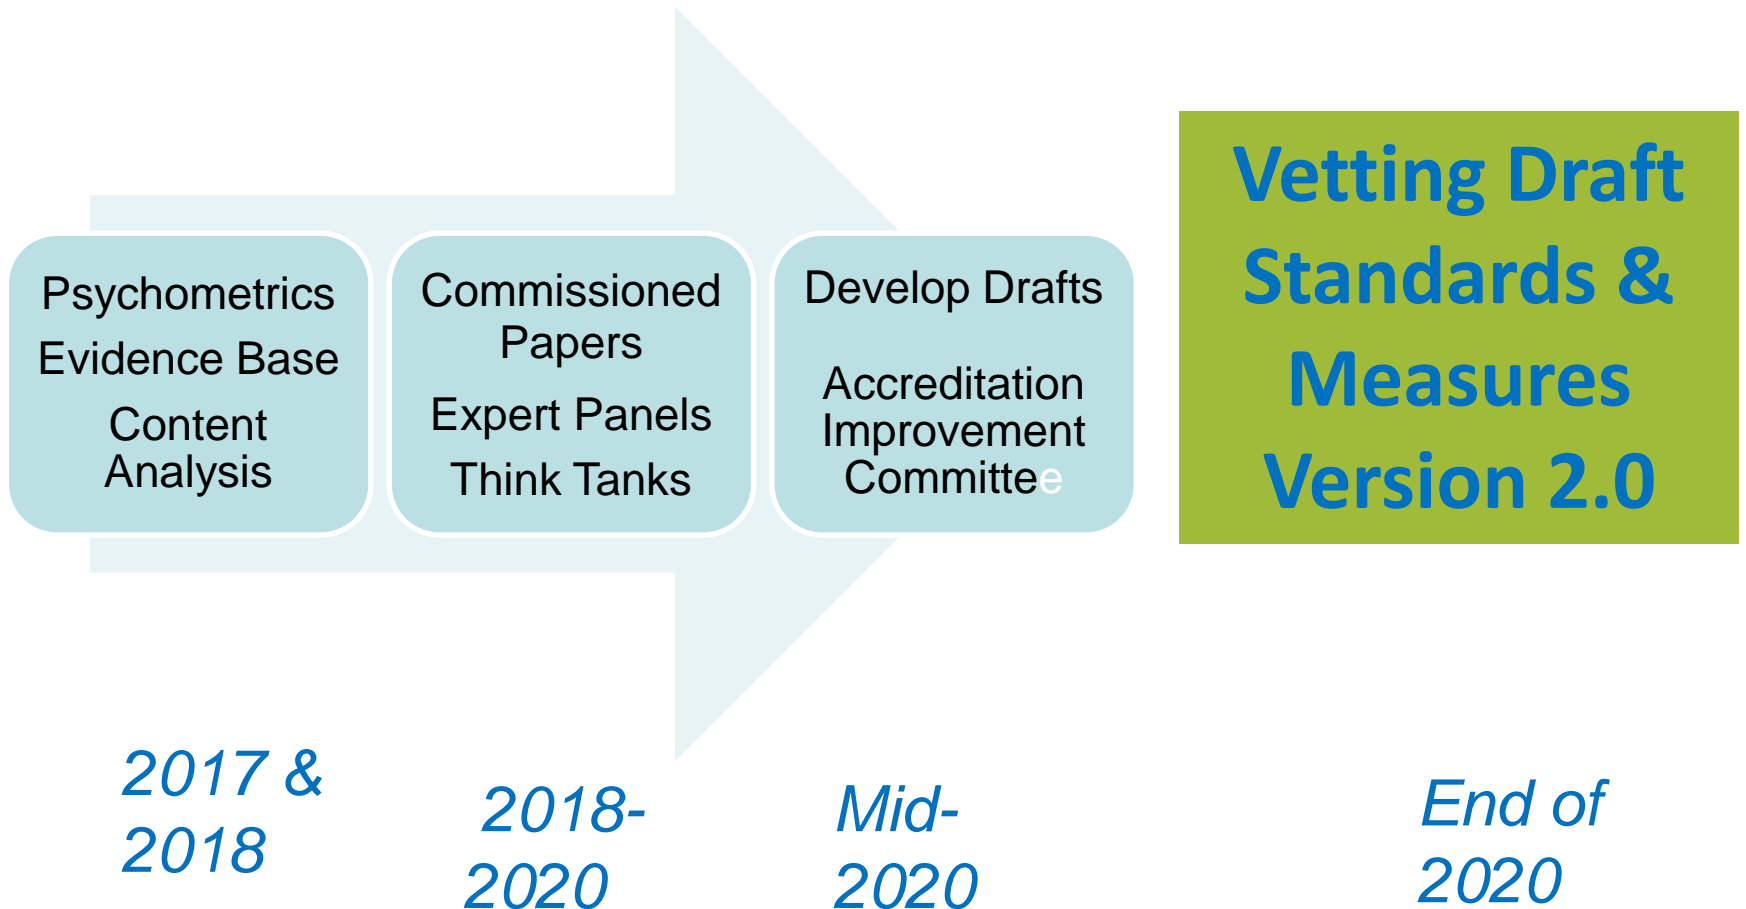 Psychometrics
Evidence Base
Content
Analysis
Commissioned
Papers
Expert Panels
Think Tanks
Develop Drafts
Accreditation
Improvement
Committee
Vetting Draft
Standards &
Measures
Version 2.0
2017 &
2018
2018-
2020
Mid-
2020
End of
2020